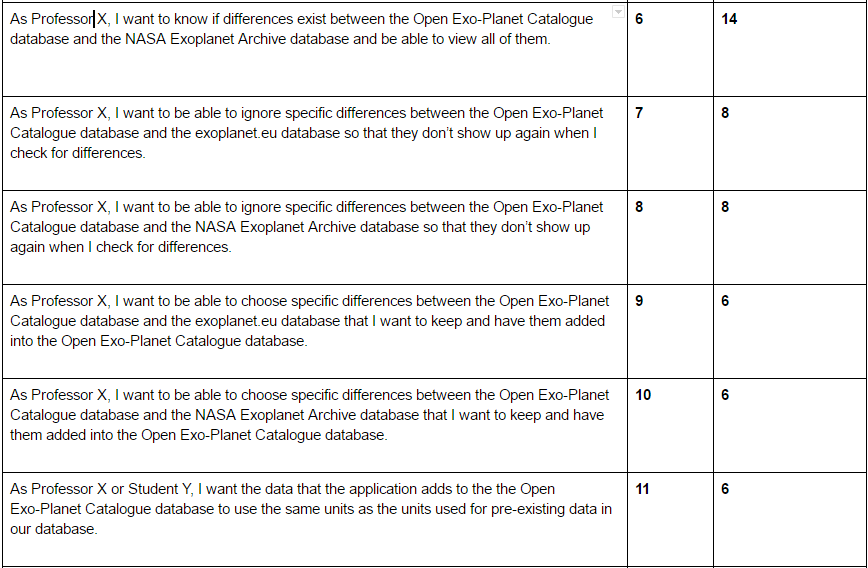 As Professor X, I want to know if differences exist between the Open Exo-Planet Catalogue
database and the NASA Exoplanet Archive database and be able to view all of them.
6
14
As Professor X, I want to be able to ignore specific differences between the Open Exo-Planet
Catalogue database and the exoplanet.eu database so that they don't show up again when I
check for differences.
7
8
As Professor X, I want to be able to ignore specific differences between the Open Exo-Planet
Catalogue database and the NASA Exoplanet Archive database so that they don't show up
again when I check for differences.
8
8
As Professor X, I want to be able to choose specific differences between the Open Exo-Planet
Catalogue database and the exoplanet.eu database that I want to keep and have them added
into the Open Exo-Planet Catalogue database.
9
6
As Professor X, I want to be able to choose specific differences between the Open Exo-Planet
Catalogue database and the NASA Exoplanet Archive database that I want to keep and have
them added into the Open Exo-Planet Catalogue database.
10
6
As Professor X or Student Y, I want the data that the application adds to the the Open
Exo-Planet Catalogue database to use the same units as the units used for pre-existing data in
our database.
11
6